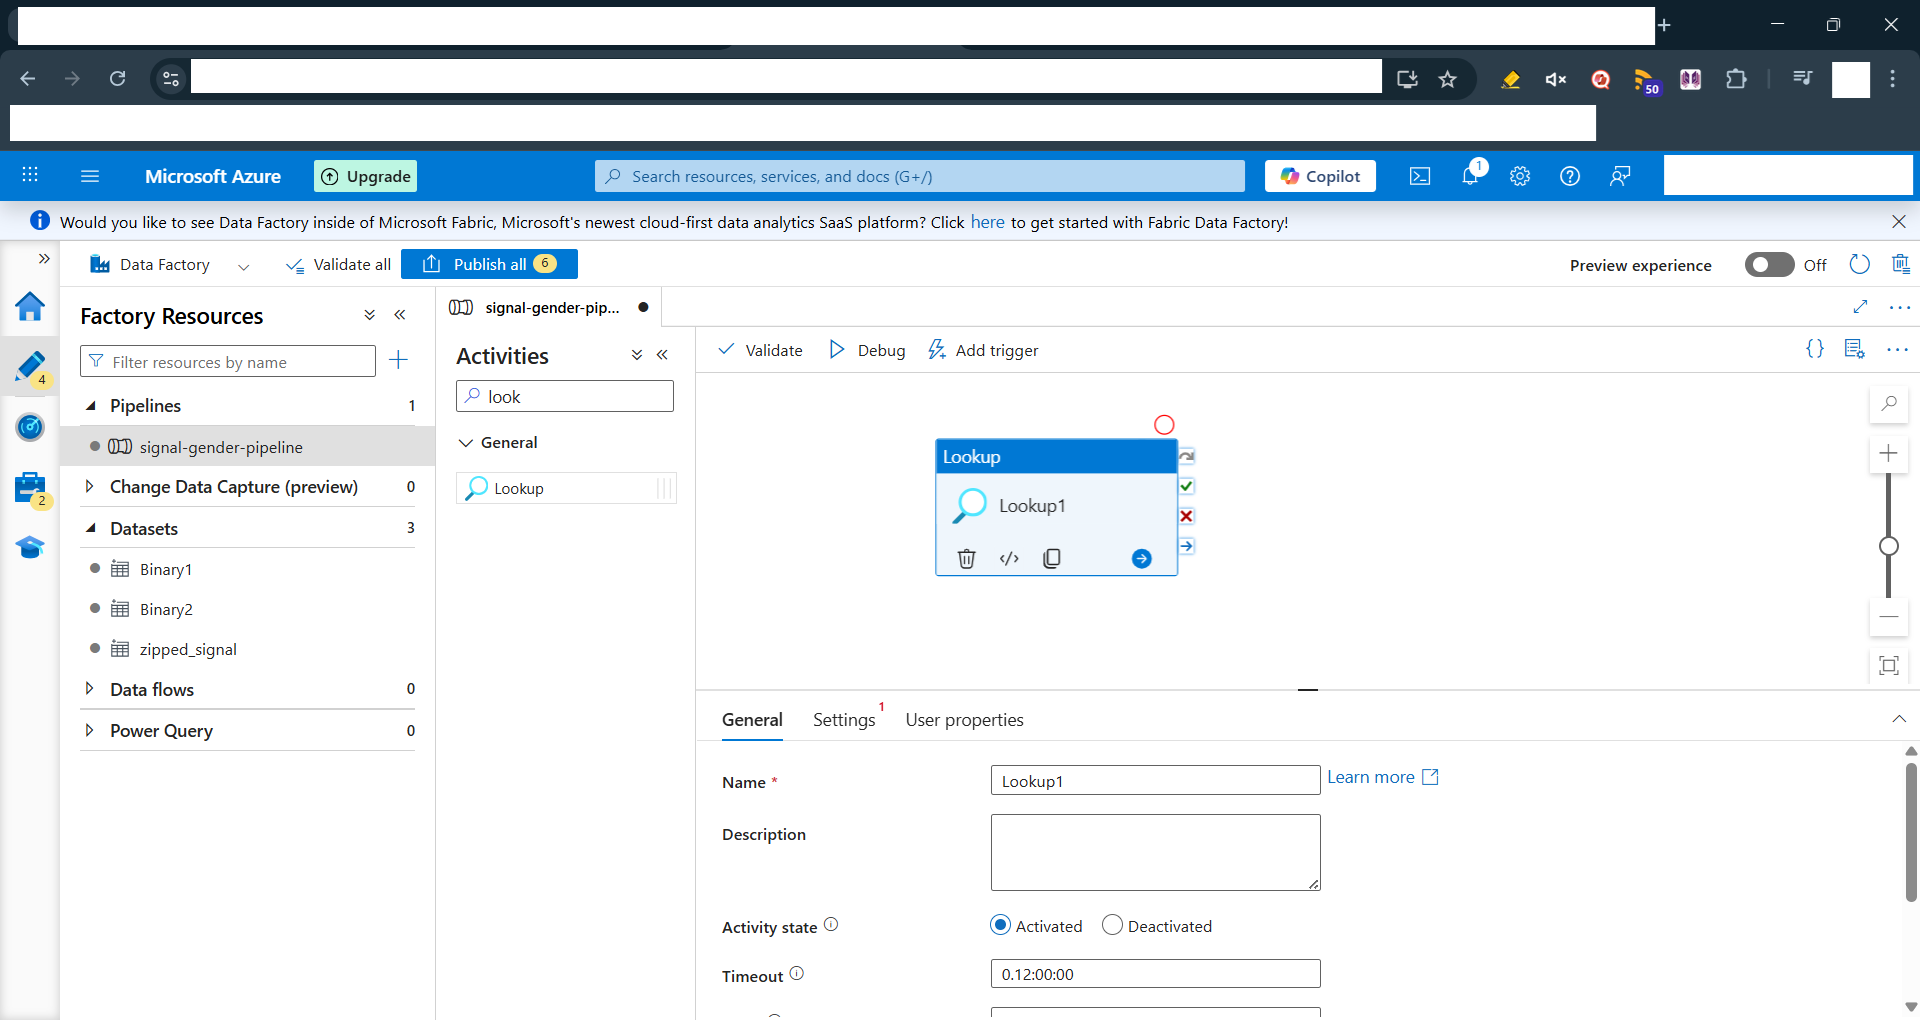 50
Microsoft Azure
Upgrade
Search resources, services, and docs (G+/)
Copilot
1
Would you like to see Data Factory inside of Microsoft Fabric, Microsoft's newest cloud-first data analytics SaaS platform? Click here to get started with Fabric Data Factory!
Data Factory
Validate all
Publish all 6
Preview experience
Off
Factory Resources
Filter resources by name
4
2
Pipelines 1
signal-gender-pipeline
Change Data Capture (preview) 0
Datasets 3
Binary1
Binary2
zipped_signal
Data flows 0
Power Query 0
signal-gender-pip...
Activities
look
General
Lookup
Validate
Debug
Add trigger
Lookup
Lookup1
General
Settings 1
User properties
Name *
Lookup1
Learn more
Description
Activity state
Activated
Deactivated
Timeout
0.12:00:00